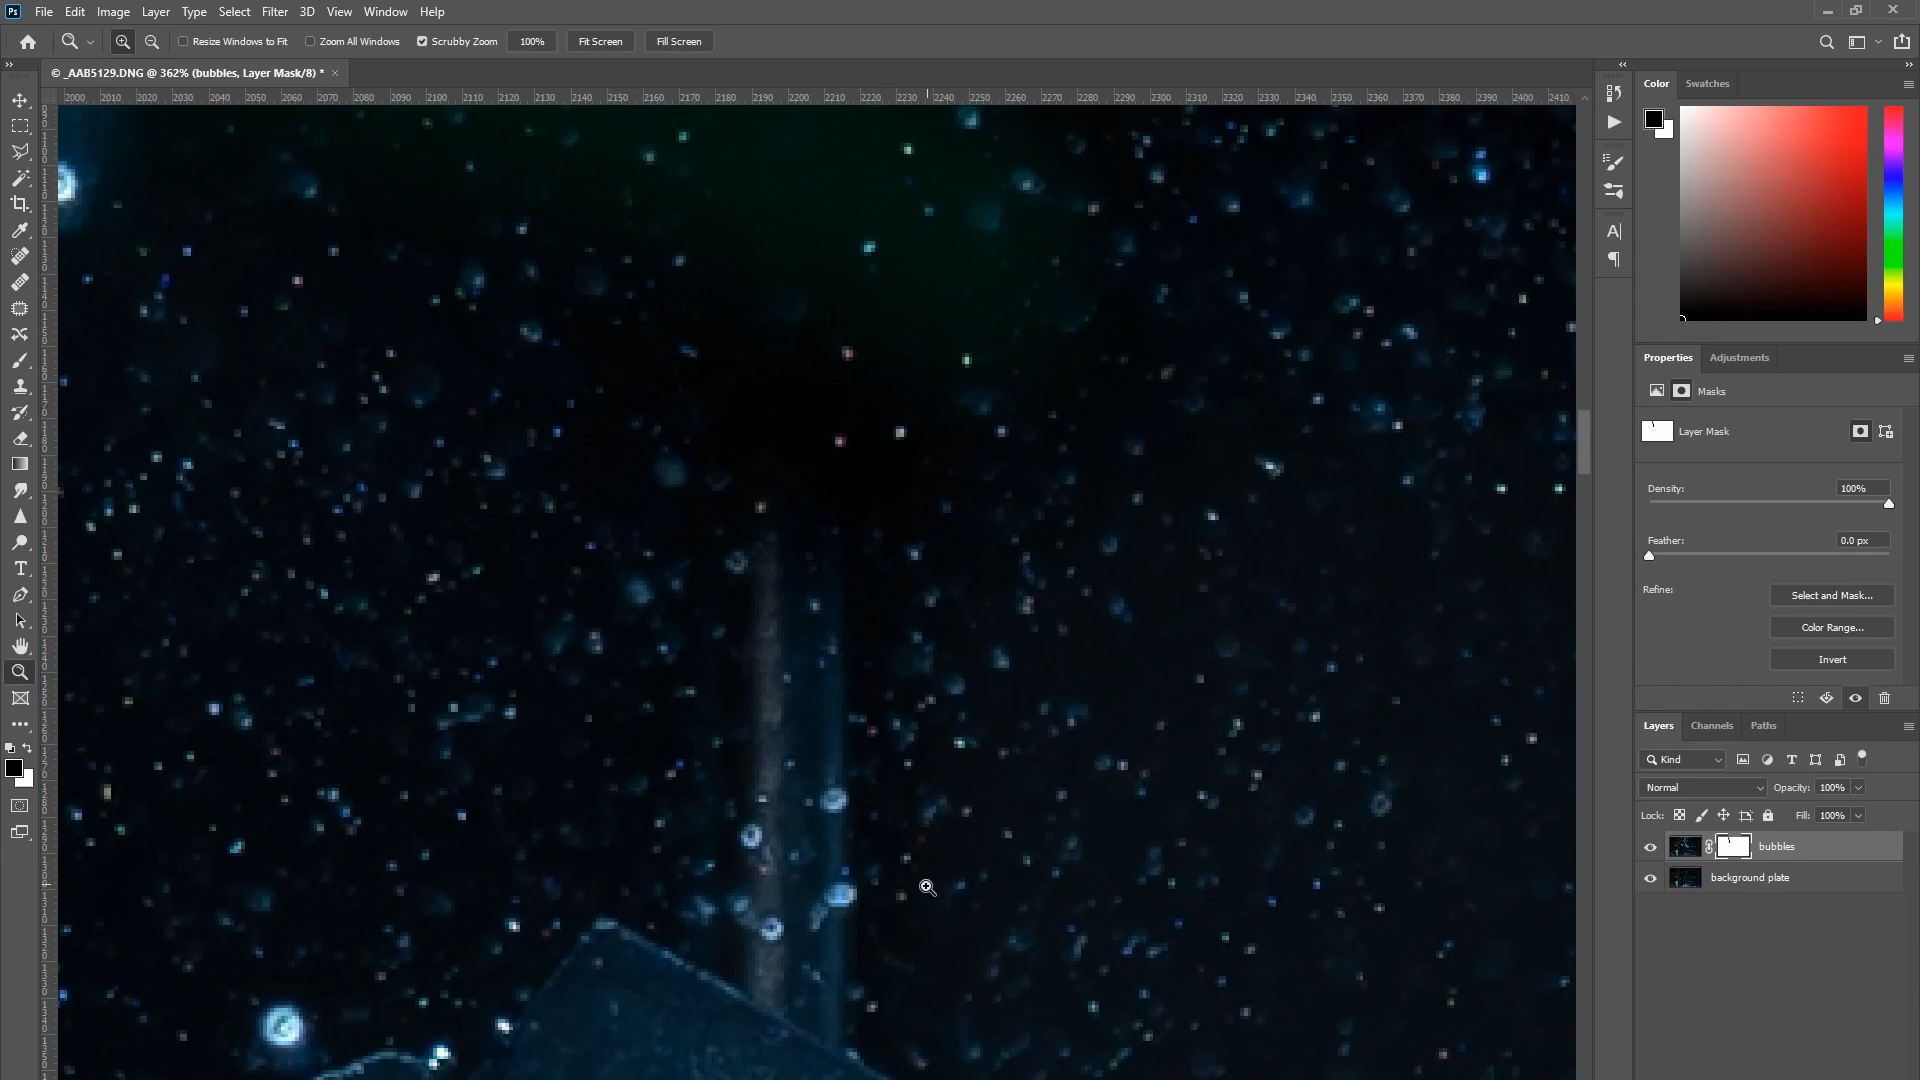 Ps File Edit Image Layer Type Select Filter 3D View Window Help
Resize Windows to Fit Zoom All Windows Scrubby Zoom 100% Fit Screen Fill Screen
© _AAB5129.DNG @ 362% (bubbles, Layer Mask/8) * ×
2000 2010 2020 2030 2040 2050 2060 2070 2080 2090 2100 2110 2120 2130 2140 2150 2160 2170 2180 2190 2200 2210 2220 2230 2240 2250 2260 2270 2280 2290 2300 2310 2320 2330 2340 2350 2360 2370 2380 2390 2400 2410
Color Swatches
Properties Adjustments
Masks
Layer Mask
Density: 100%
Feather: 0.0 px
Refine:
Select and Mask...
Color Range...
Invert
Layers Channels Paths
Kind
Normal Opacity: 100%
Lock: Fill: 100%
bubbles
background plate